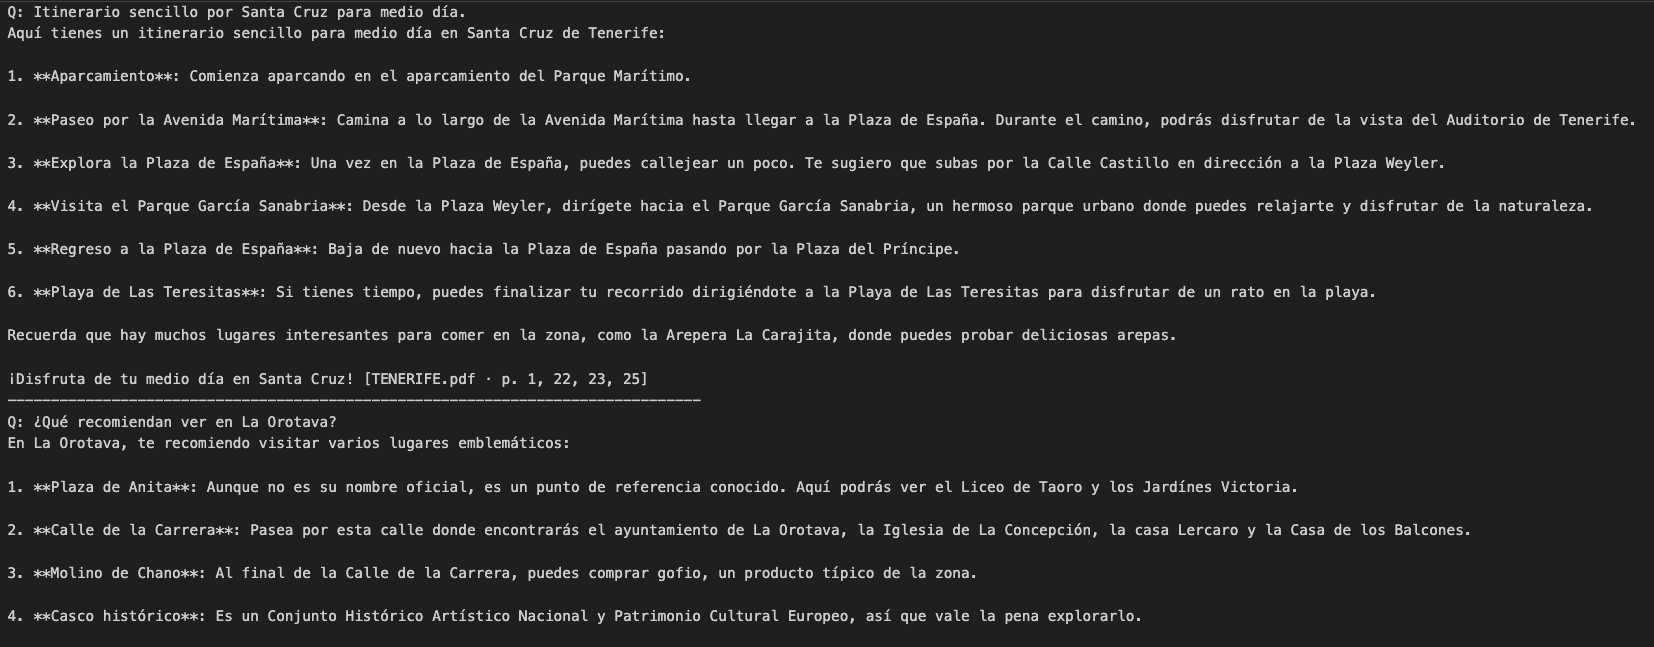 Q: Itinerario sencillo por Santa Cruz para medio día.
Aquí tienes un itinerario sencillo para medio día en Santa Cruz de Tenerife:
1. **Aparcamiento**: Comienza aparcando en el aparcamiento del Parque Marítimo.
2. **Paseo por la Avenida Marítima**: Camina a lo largo de la Avenida Marítima hasta llegar a la Plaza de España. Durante el camino, podrás disfrutar de la vista del Auditorio de Tenerife.
3. **Explora la Plaza de España**: Una vez en la Plaza de España, puedes callejear un poco. Te sugiero que subas por la Calle Castillo en dirección a la Plaza Weyler.
4. **Visita el Parque García Sanabria**: Desde la Plaza Weyler, dirígete hacia el Parque García Sanabria, un hermoso parque urbano donde puedes relajarte y disfrutar de la naturaleza.
5. **Regreso a la Plaza de España**: Baja de nuevo hacia la Plaza de España pasando por la Plaza del Príncipe.
6. **Playa de Las Teresitas**: Si tienes tiempo, puedes finalizar tu recorrido dirigiéndote a la Playa de Las Teresitas para disfrutar de un rato en la playa.
Recuerda que hay muchos lugares interesantes para comer en la zona, como la Arepera La Carajita, donde puedes probar deliciosas arepas.
¡Disfruta de tu medio día en Santa Cruz! [TENERIFE.pdf · p. 1, 22, 23, 25]
--------------------------------------------------------------------------------
Q: ¿Qué recomiendan ver en La Orotava?
En La Orotava, te recomiendo visitar varios lugares emblemáticos:
1. **Plaza de Anita**: Aunque no es su nombre oficial, es un punto de referencia conocido. Aquí podrás ver el Liceo de Taoro y los Jardínes Victoria.
2. **Calle de la Carrera**: Pasea por esta calle donde encontrarás el ayuntamiento de La Orotava, la Iglesia de La Concepción, la casa Lercaro y la Casa de los Balcones.
3. **Molino de Chano**: Al final de la Calle de la Carrera, puedes comprar gofio, un producto típico de la zona.
4. **Casco histórico**: Es un Conjunto Histórico Artístico Nacional y Patrimonio Cultural Europeo, así que vale la pena explorarlo.